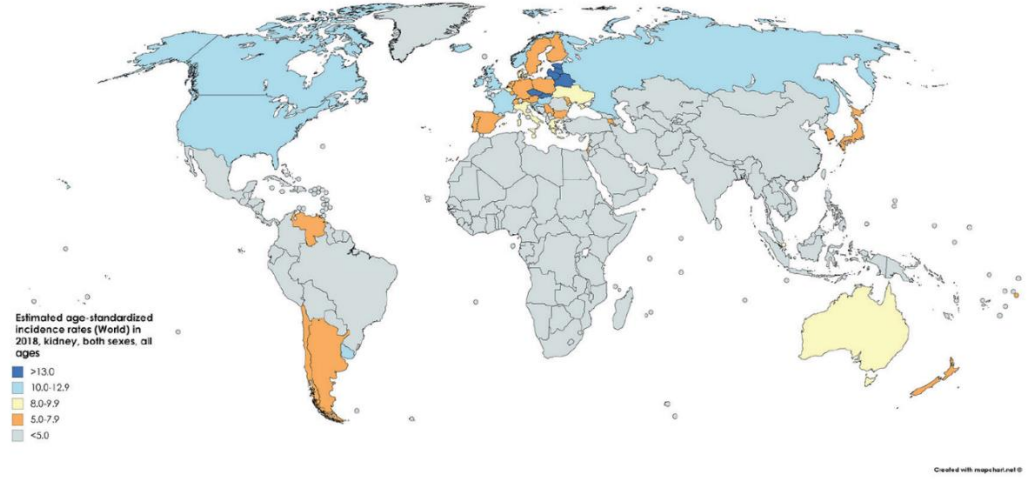 Estimated age-standardized
incidence rates (World) in
2018, kidney, both sexes, all
ages
>13.0
10.0-12.9
8.0-9.9
5.0-7.9
<5.0
Created with mapchart.net ©